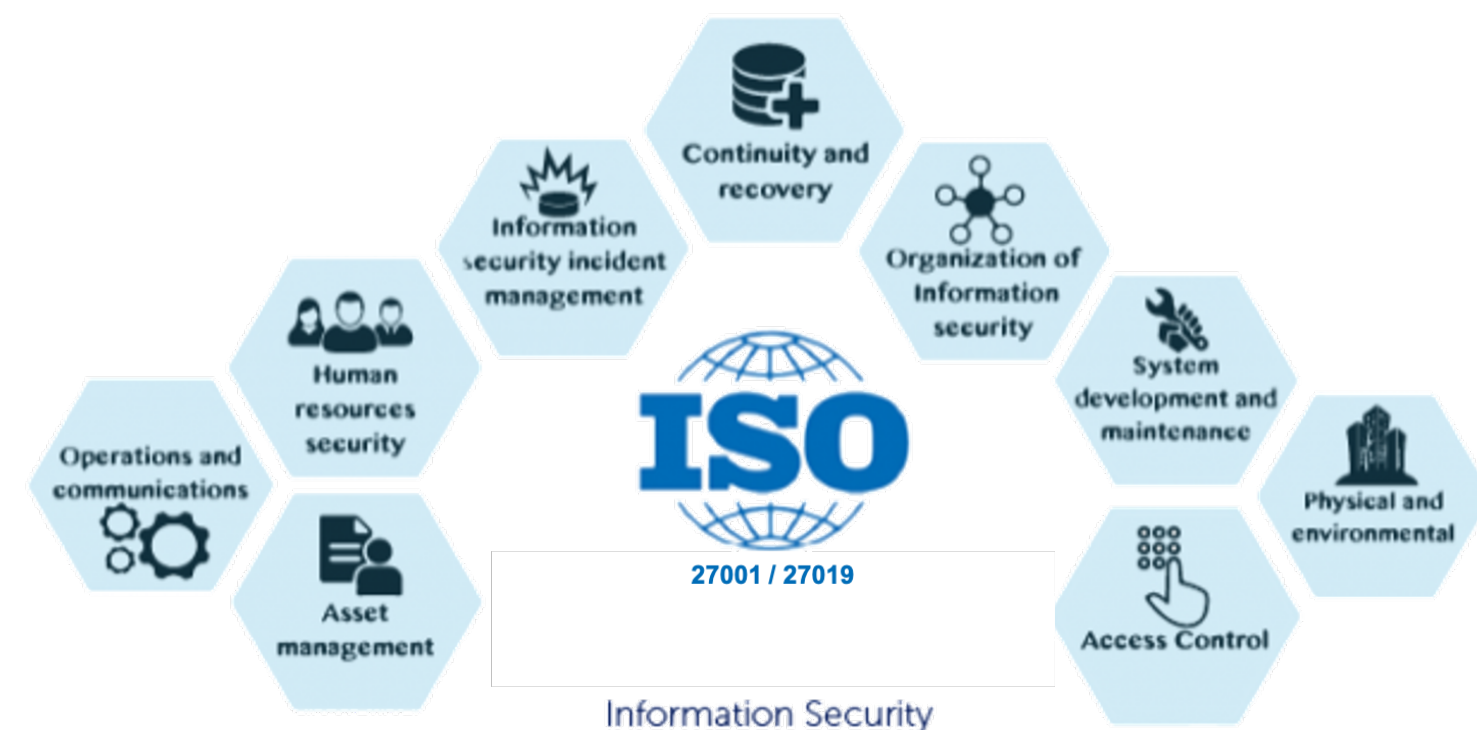 Continuity and
recovery
Information
security incident
management
Organization of
Information
security
Human
resources
security
System
development and
maintenance
Operations and
communications
Physical and
environmental
Asset
management
Access Control
ISO
27001 / 27019
Information Security